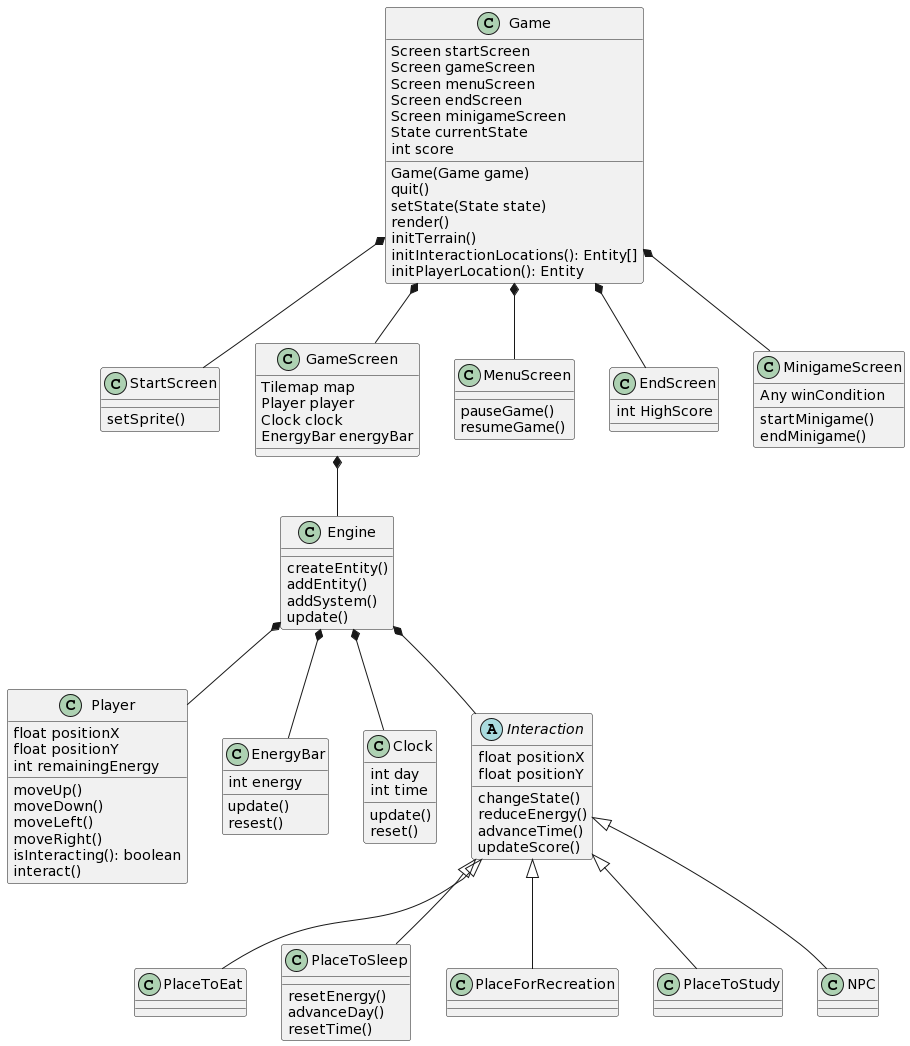 C Game
Screen startScreen
Screen gameScreen
Screen menuScreen
Screen endScreen
Screen minigameScreen
State currentState
int score
Game(Game game)
quit()
setState(State state)
render()
initTerrain()
initInteractionLocations(): Entity[]
initPlayerLocation(): Entity
C StartScreen
setSprite()
C GameScreen
Tilemap map
Player player
Clock clock
EnergyBar energyBar
C MenuScreen
pauseGame()
resumeGame()
C EndScreen
int HighScore
C MinigameScreen
Any winCondition
startMinigame()
endMinigame()
C Engine
createEntity()
addEntity()
addSystem()
update()
C Player
float positionX
float positionY
int remainingEnergy
moveUp()
moveDown()
moveLeft()
moveRight()
isInteracting(): boolean
interact()
C EnergyBar
int energy
update()
resest()
C Clock
int day
int time
update()
reset()
A Interaction
float positionX
float positionY
changeState()
reduceEnergy()
advanceTime()
updateScore()
C PlaceToEat
C PlaceToSleep
resetEnergy()
advanceDay()
resetTime()
C PlaceForRecreation
C PlaceToStudy
C NPC